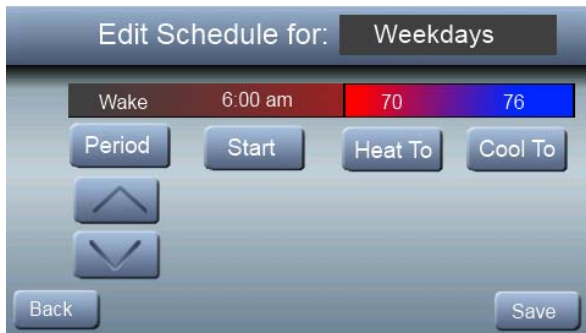 Edit Schedule for: Weekdays
Wake 6:00 am 70 76
Period Start Heat To Cool To
Back Save